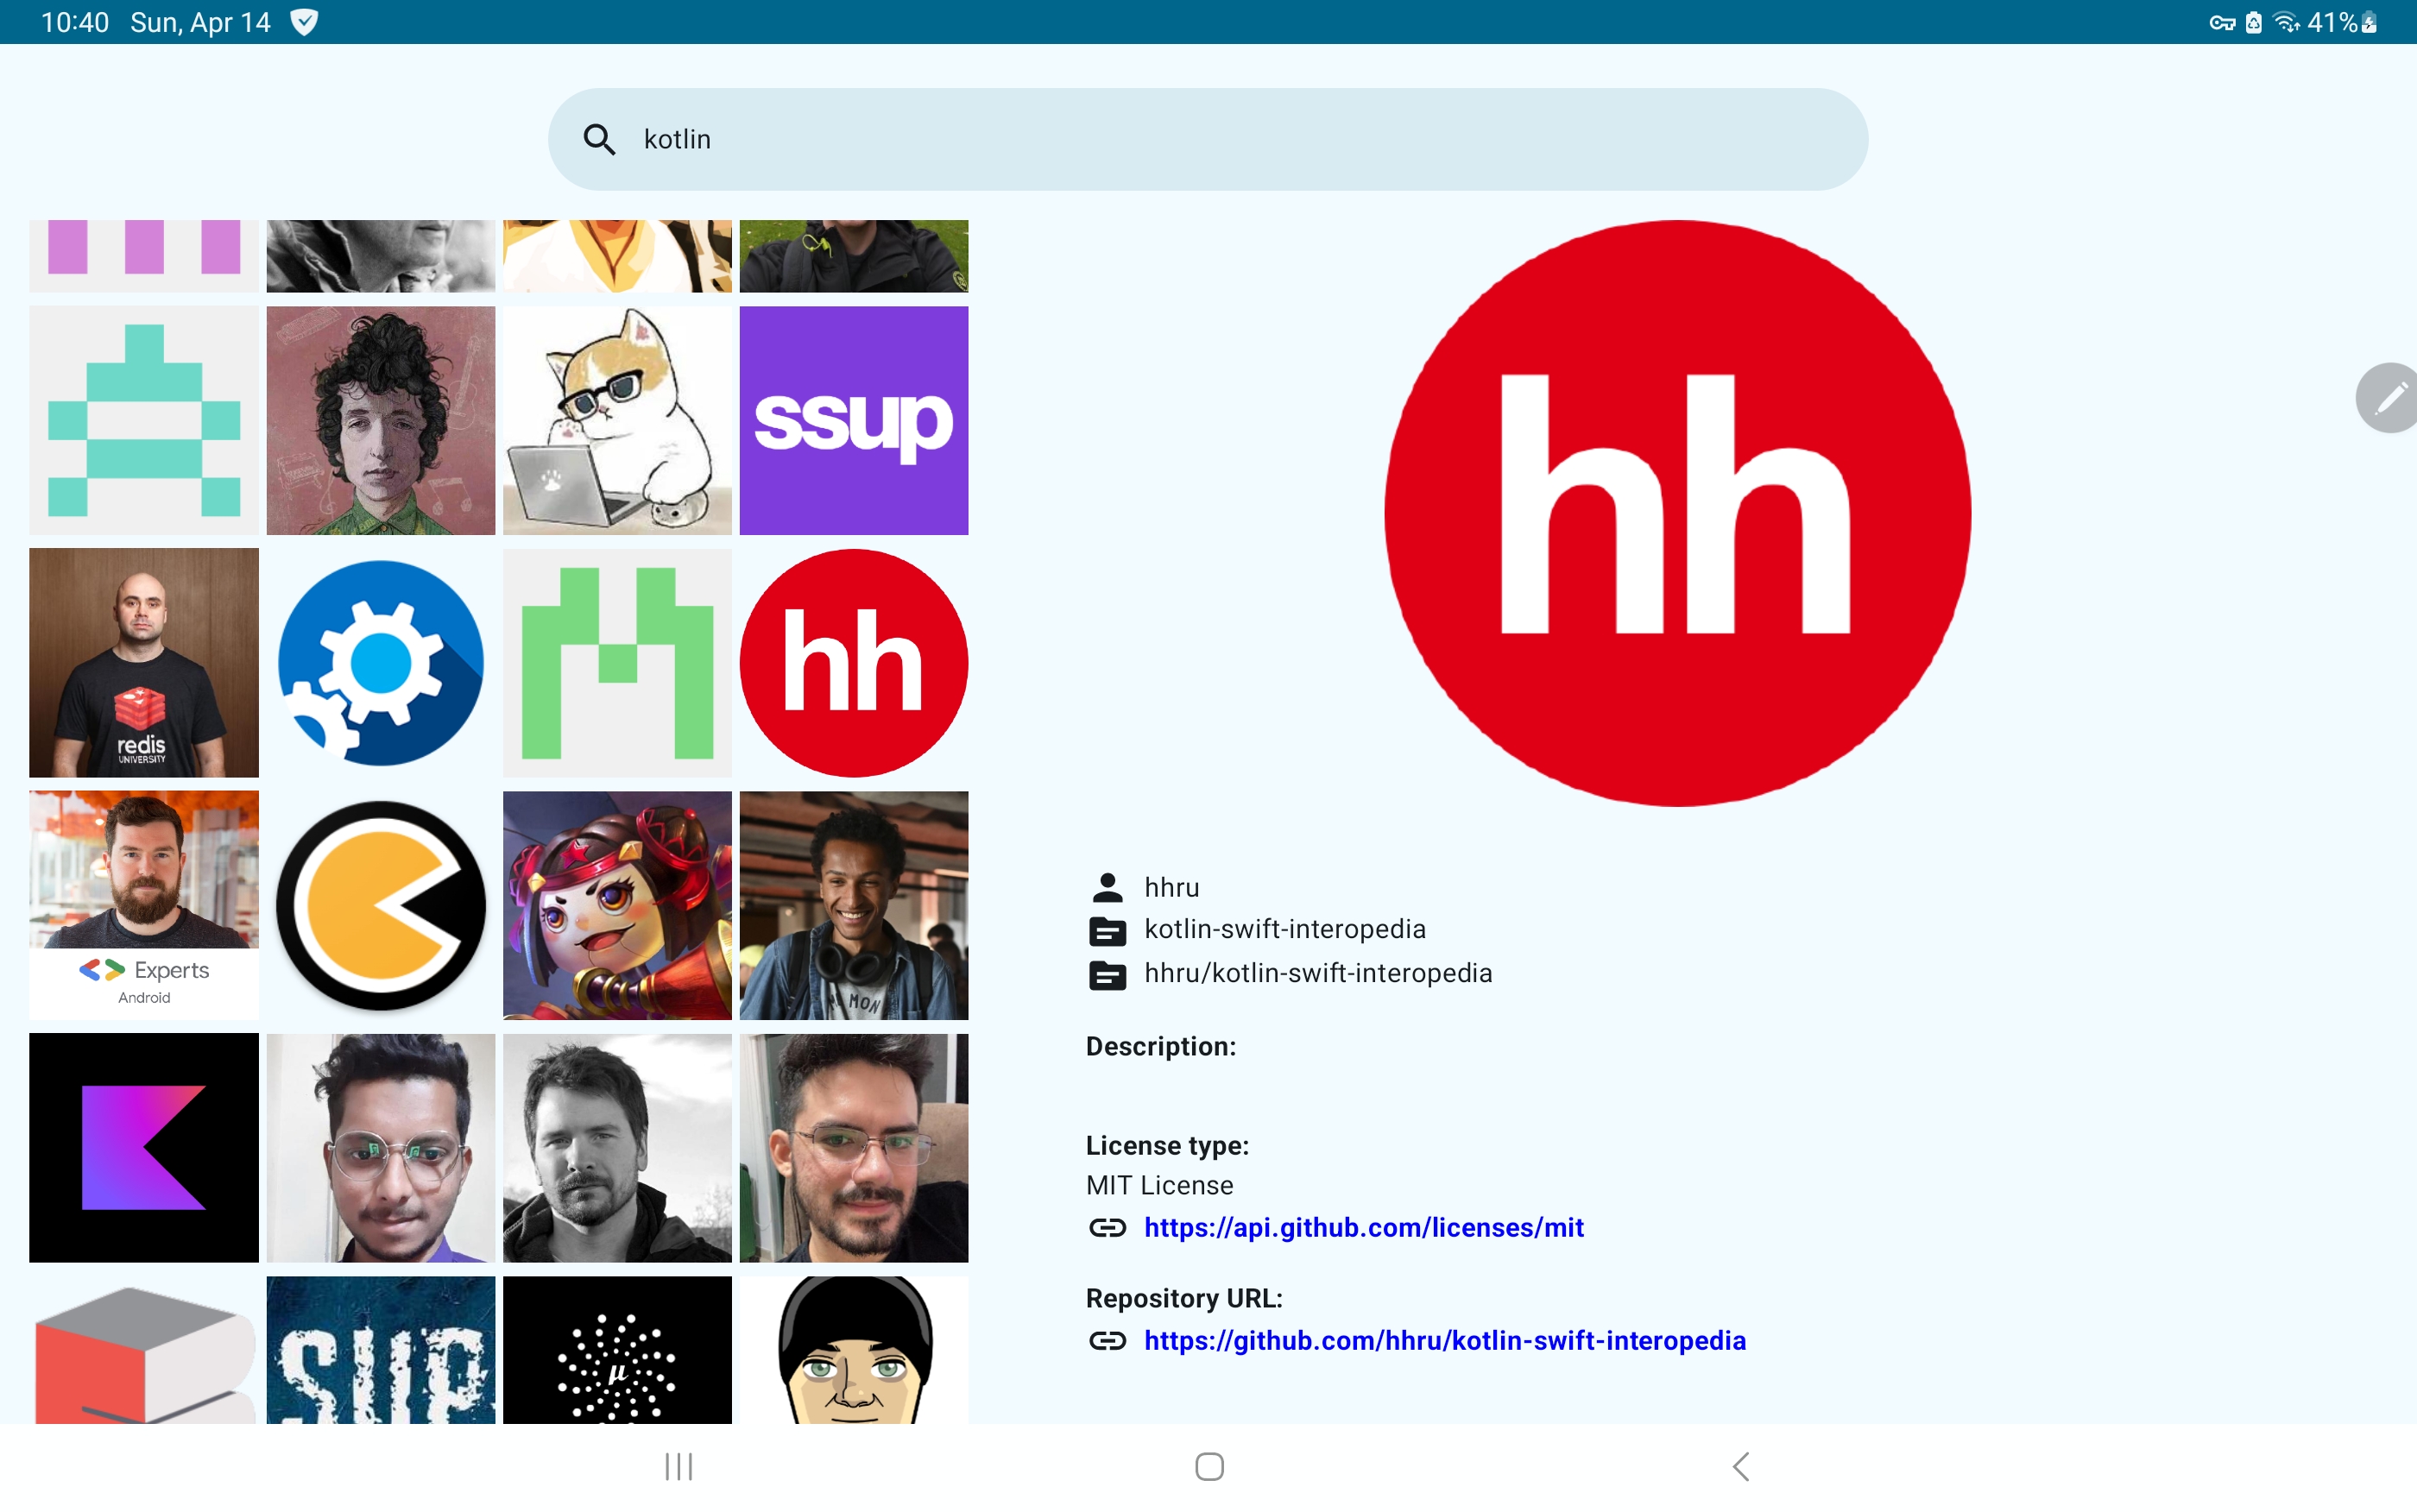 10:40 Sun, Apr 14 41%
kotlin
ssup
redis
UNIVERSITY
hh
Experts
Android
MON
SUP
μ
hh
hhru
kotlin-swift-interopedia
hhru/kotlin-swift-interopedia
Description:
License type:
MIT License
https://api.github.com/licenses/mit
Repository URL:
https://github.com/hhru/kotlin-swift-interopedia